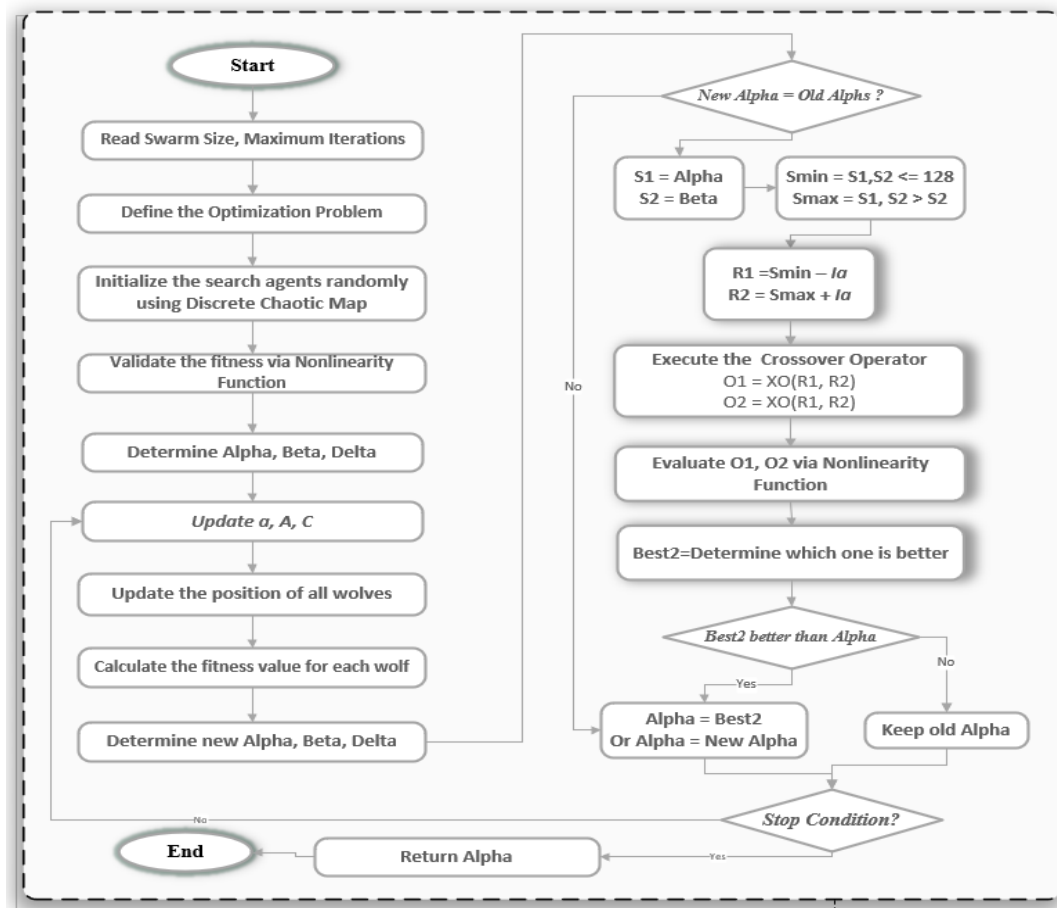 Start
Read Swarm Size, Maximum Iterations
Define the Optimization Problem
Initialize the search agents randomly
using Discrete Chaotic Map
Validate the fitness via Nonlinearity
Function
Determine Alpha, Beta, Delta
Update a, A, C
Update the position of all wolves
Calculate the fitness value for each wolf
Determine new Alpha, Beta, Delta
New Alpha = Old Alphs ?
No
S1 = Alpha
S2 = Beta
Smin = S1,S2 <= 128
Smax = S1, S2 > S2
R1 =Smin – Ia
R2 = Smax + Ia
Execute the Crossover Operator
O1 = XO(R1, R2)
O2 = XO(R1, R2)
Evaluate O1, O2 via Nonlinearity
Function
Best2=Determine which one is better
Best2 better than Alpha
Yes
No
Alpha = Best2
Or Alpha = New Alpha
Keep old Alpha
Stop Condition?
No
Yes
Return Alpha
End